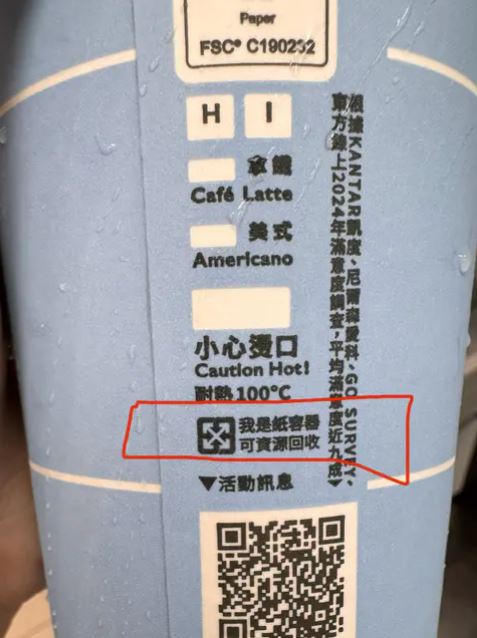 Paper
FSC® C190232
H I
拿鐵
Café Latte
美式
Americano
小心燙口
Caution Hot!
耐熱100°C
我是紙容器
可資源回收
▼活動訊息
根據KANTAR凱度、尼爾森愛科、GO SURVEY、
東方線上2024年滿意度調查，平均滿意度近九成